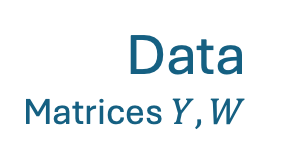 Data
Matrices Y, W